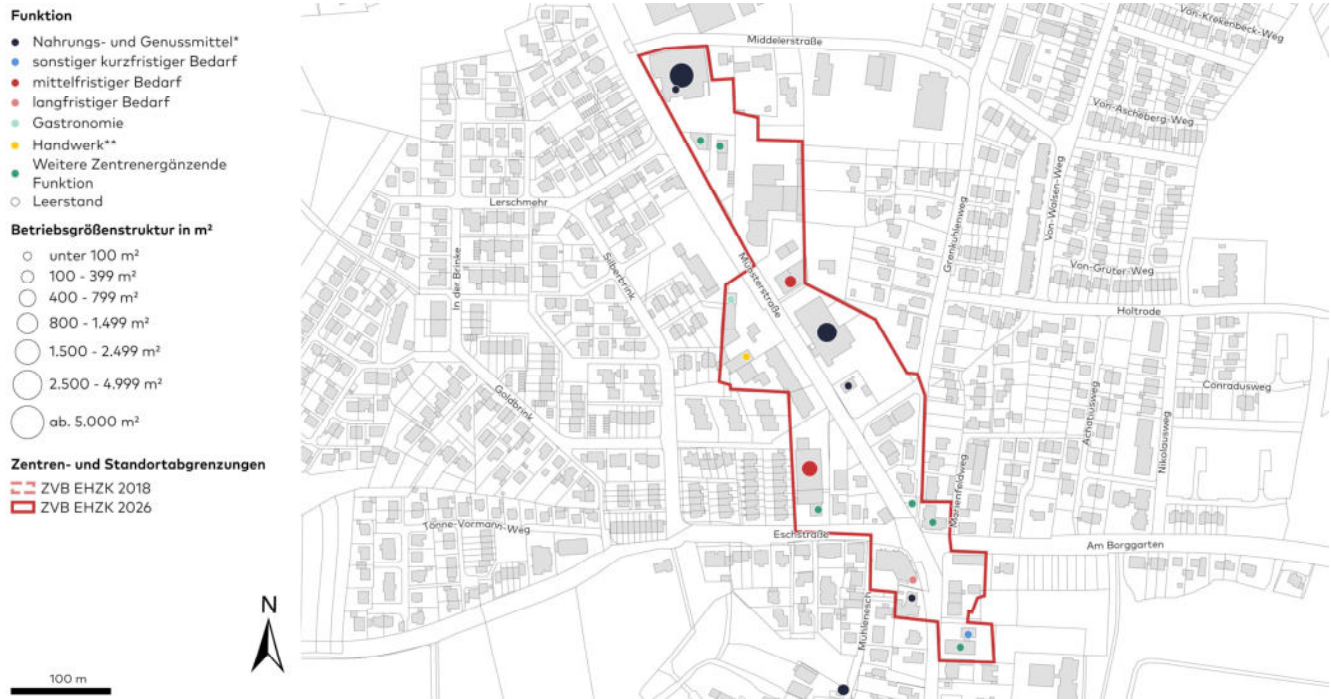 Funktion
Nahrungs- und Genussmittel*
sonstiger kurzfristiger Bedarf
mittelfristiger Bedarf
langfristiger Bedarf
Gastronomie
Handwerk**
Weitere Zentrenergänzende
Funktion
Leerstand
Betriebsgrößenstruktur in m²
unter 100 m²
100 - 399 m²
400 - 799 m²
800 - 1.499 m²
1.500 - 2.499 m²
2.500 - 4.999 m²
ab. 5.000 m²
Zentren- und Standortabgrenzungen
ZVB EHZK 2018
ZVB EHZK 2026
N
100 m
Middelerstraße
Von-Krekenbeck-Weg
Von-Ascheberg-Weg
Lerschmehr
Von-Walsen-Weg
Grenkuhlenweg
In der Brinke
Silberbrink
Münsterstraße
Von-Grüter-Weg
Holtrode
Goldbrink
Conradusweg
Achatiusweg
Nikolausweg
Marienfeldweg
Tönne-Vormann-Weg
Eschstraße
Am Borggarten
Mühlenesch